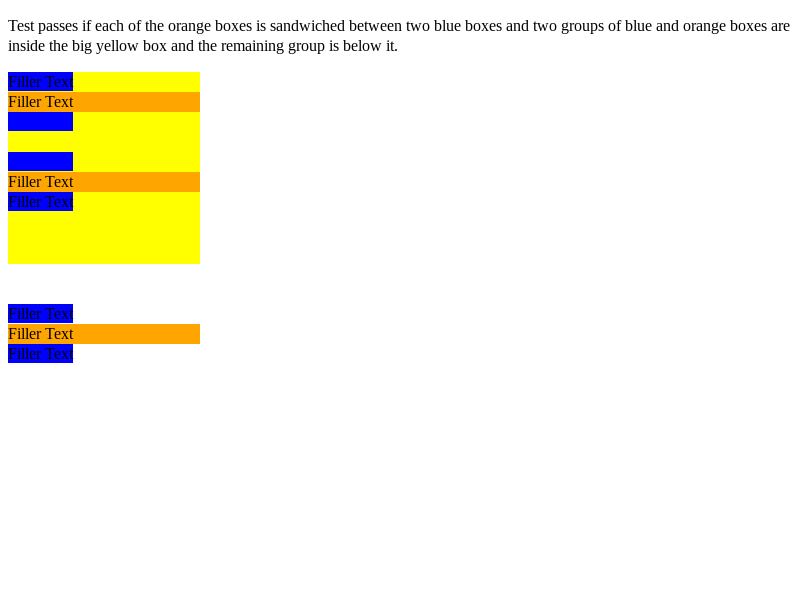 Test passes if each of the orange boxes is sandwiched between two blue boxes and two groups of blue and orange boxes are
inside the big yellow box and the remaining group is below it.
Filler Text
Filler Text
Filler Text
Filler Text
Filler Text
Filler Text
Filler Text